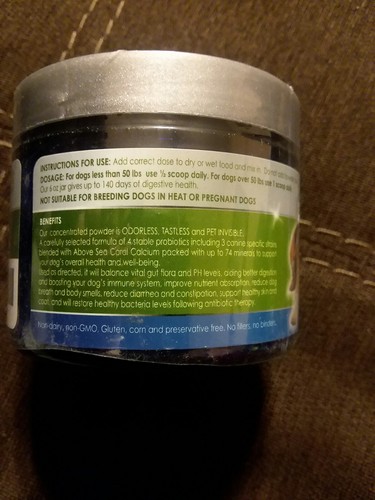 INSTRUCTIONS FOR USE: Add correct dose to dry or wet food and mix in. Do not
DOSAGE: For dogs less than 50 lbs use ½ scoop daily. For dogs over 50 lbs use 1 scoop daily
Our 6 oz jar gives up to 140 days of digestive health.
NOT SUITABLE FOR BREEDING DOGS IN HEAT OR PREGNANT DOGS
BENEFITS
Our concentrated powder is ODORLESS, TASTLESS and PET INVISIBLE.
A carefully selected formula of 4 stable probiotics including 3 canine specific strains
blended with Above Sea Coral Calcium packed with up to 74 minerals to support
your dog's overall health and well-being.
Used as directed, it will balance vital gut flora and PH levels, aiding better digestion
and boosting your dog's immune system, improve nutrient absorption, reduce dog
breath and body smells, reduce diarrhea and constipation, support healthy skin and
coat, and will restore healthy bacteria levels following antibiotic therapy.
Non-dairy, non-GMO, Gluten, corn and preservative free. No fillers, no binders.